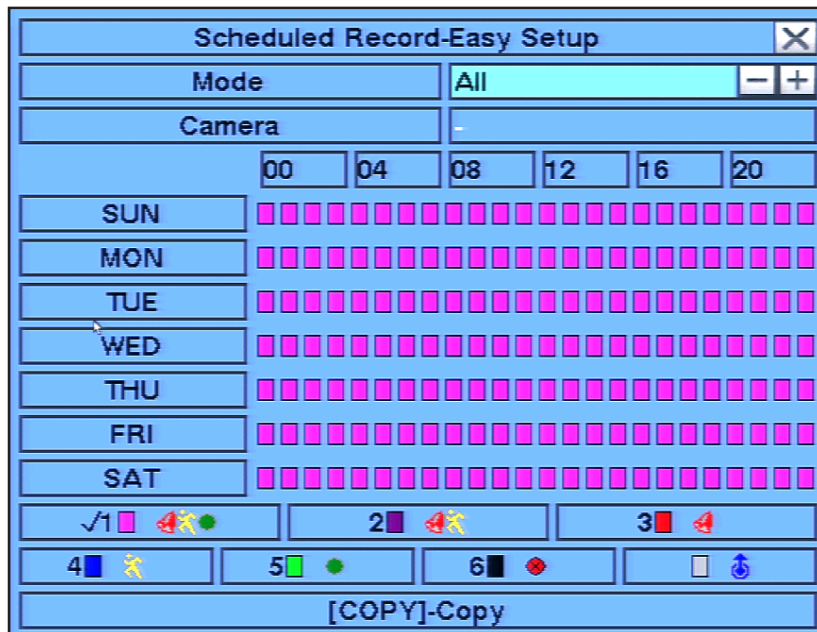 Scheduled Record-Easy Setup
Mode All − +
Camera -
00 04 08 12 16 20
SUN
MON
TUE
WED
THU
FRI
SAT
√1 2 3
4 5 6
[COPY]-Copy